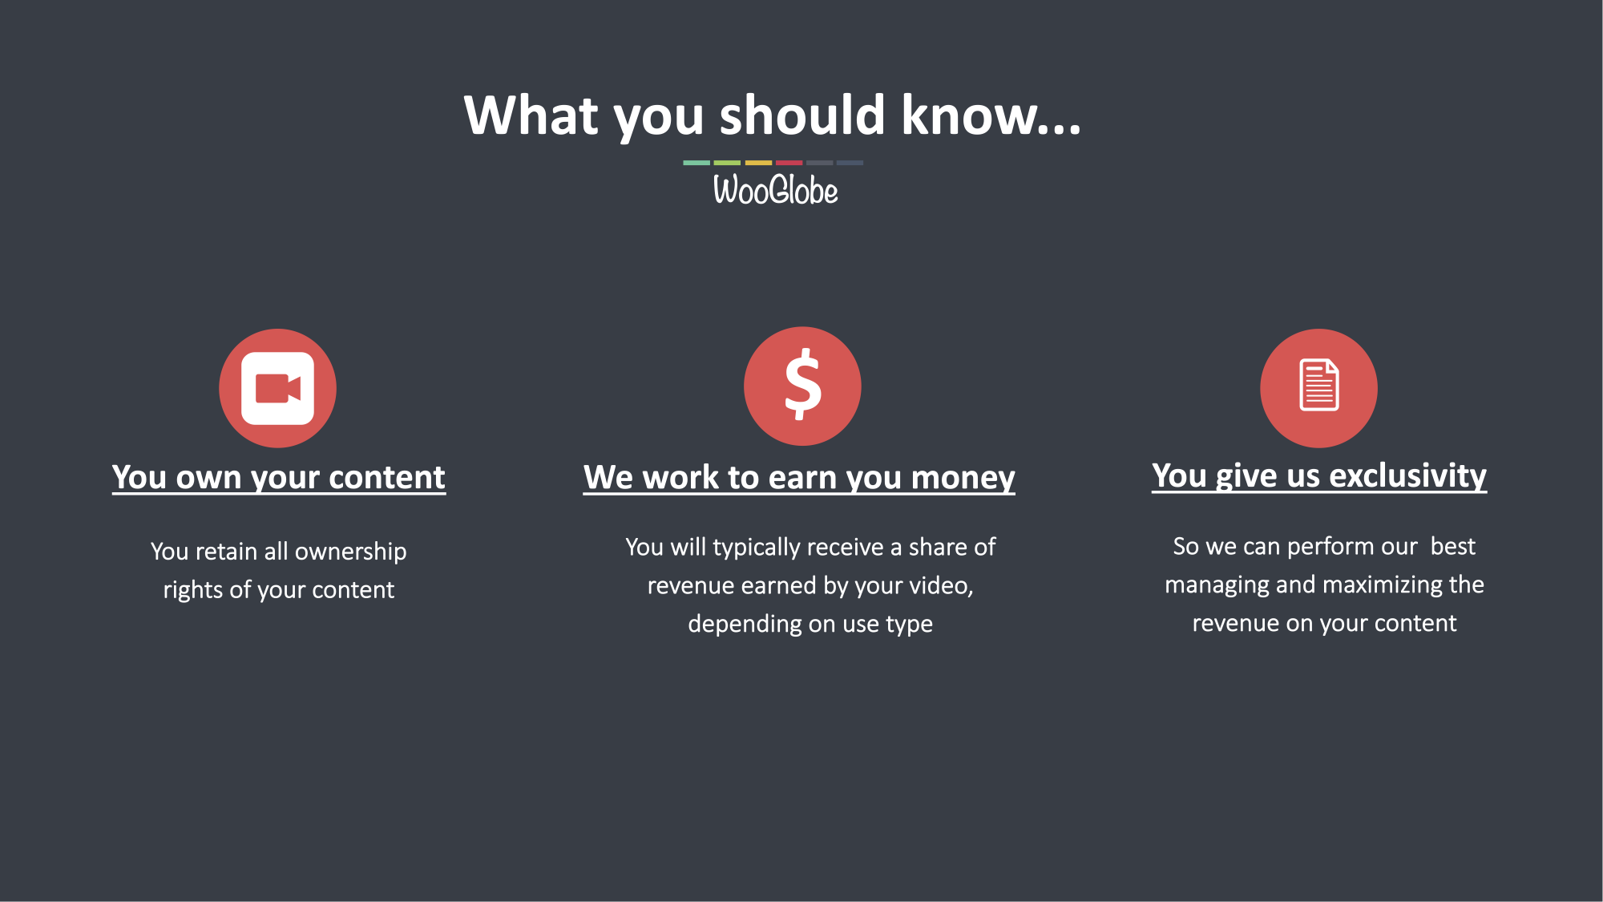 What you should know...
WooGlobe
$
You own your content
You retain all ownership
rights of your content
We work to earn you money
You will typically receive a share of
revenue earned by your video,
depending on use type
You give us exclusivity
So we can perform our  best
managing and maximizing the
revenue on your content